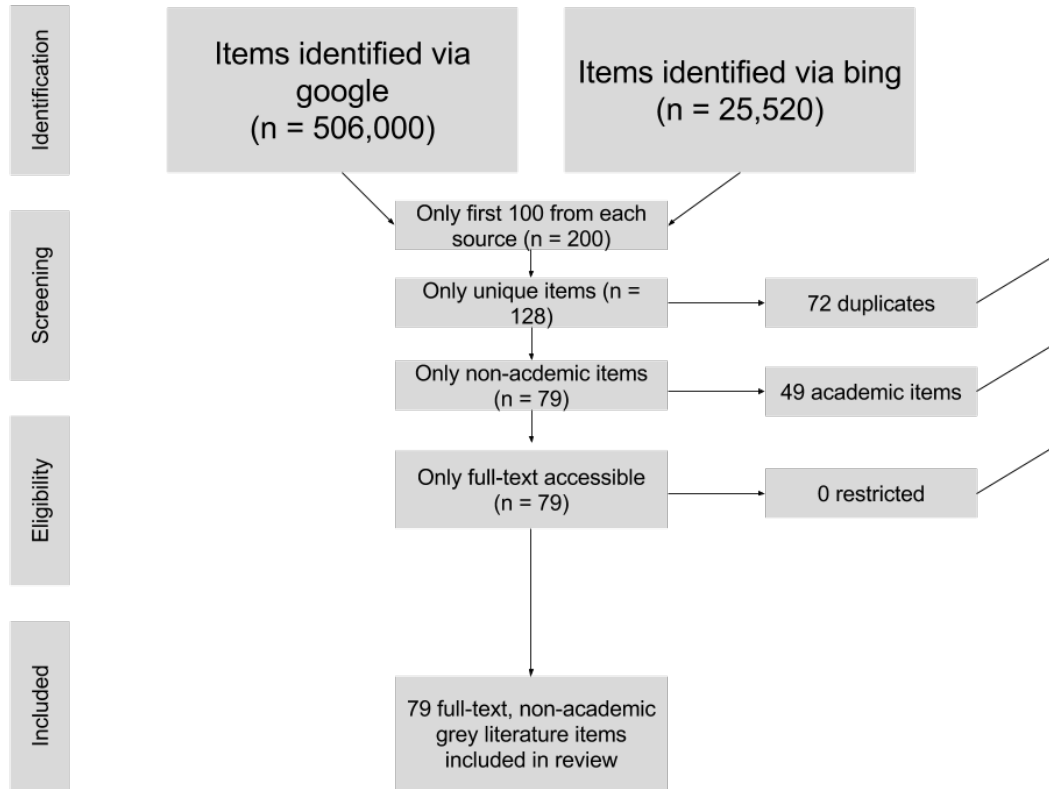 Identification
Items identified via
google
(n = 506,000)
Items identified via bing
(n = 25,520)
Screening
Only first 100 from each
source (n = 200)
Only unique items (n =
128)
72 duplicates
Only non-acdemic items
(n = 79)
49 academic items
Eligibility
Only full-text accessible
(n = 79)
0 restricted
Included
79 full-text, non-academic
grey literature items
included in review